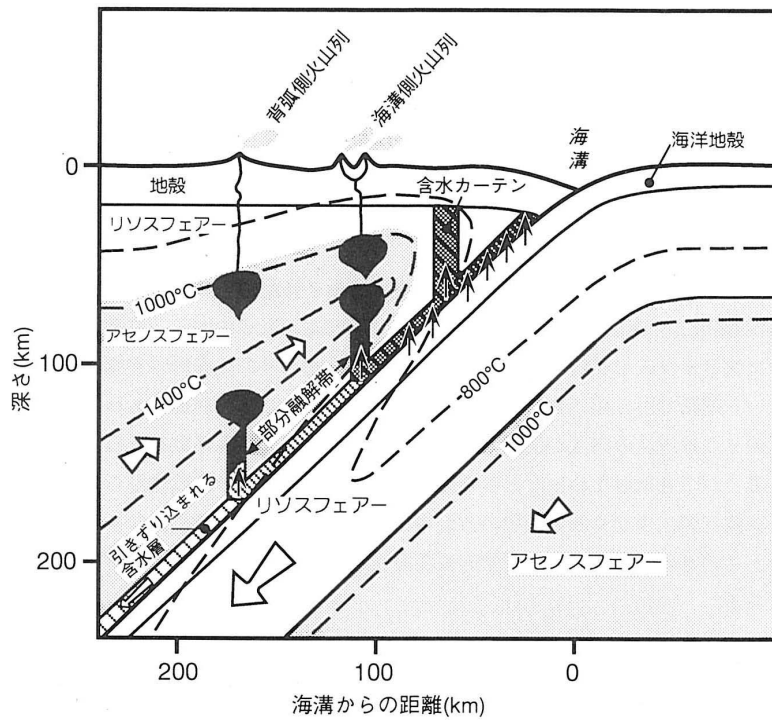 背弧側火山列
海溝側火山列
海溝
海洋地殻
0
地殻
含水カーテン
リソスフェアー
1000°C
アセノスフェアー
100
深さ(km)
1400°C
部分融解帯
800°C
1000°C
引きずり込まれる
含水層
リソスフェアー
アセノスフェアー
200
200
100
0
海溝からの距離(km)